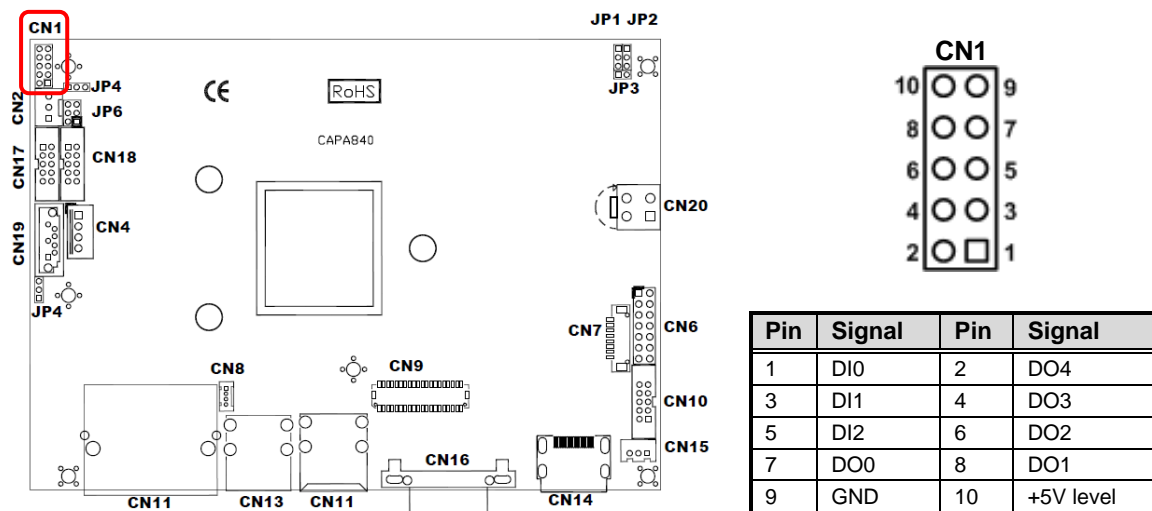 CN1
JP1 JP2
JP4
JP3
CN2
JP6
CE
RoHS
CAPA840
CN17
CN18
CN20
CN19
CN4
JP4
CN7
CN6
CN8
CN9
CN10
CN15
CN16
CN11
CN13
CN11
CN14
CN1
10 9
8 7
6 5
4 3
2 1
Pin Signal Pin Signal
1 DI0 2 DO4
3 DI1 4 DO3
5 DI2 6 DO2
7 DO0 8 DO1
9 GND 10 +5V level